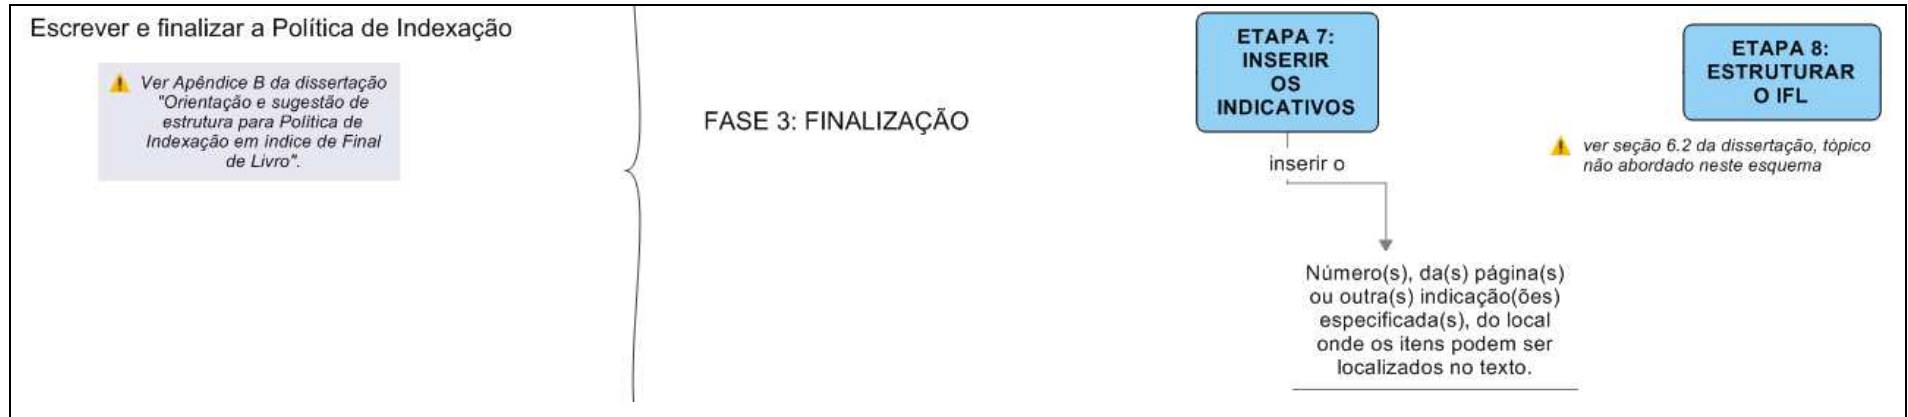 Escrever e finalizar a Política de Indexação
Ver Apêndice B da dissertação
"Orientação e sugestão de
estrutura para Política de
Indexação em índice de Final
de Livro".
FASE 3: FINALIZAÇÃO
ETAPA 7:
INSERIR
OS
INDICATIVOS
inserir o
Número(s), da(s) página(s)
ou outra(s) indicação(ões)
especificada(s), do local
onde os itens podem ser
localizados no texto.
ETAPA 8:
ESTRUTURAR
O IFL
ver seção 6.2 da dissertação, tópico
não abordado neste esquema